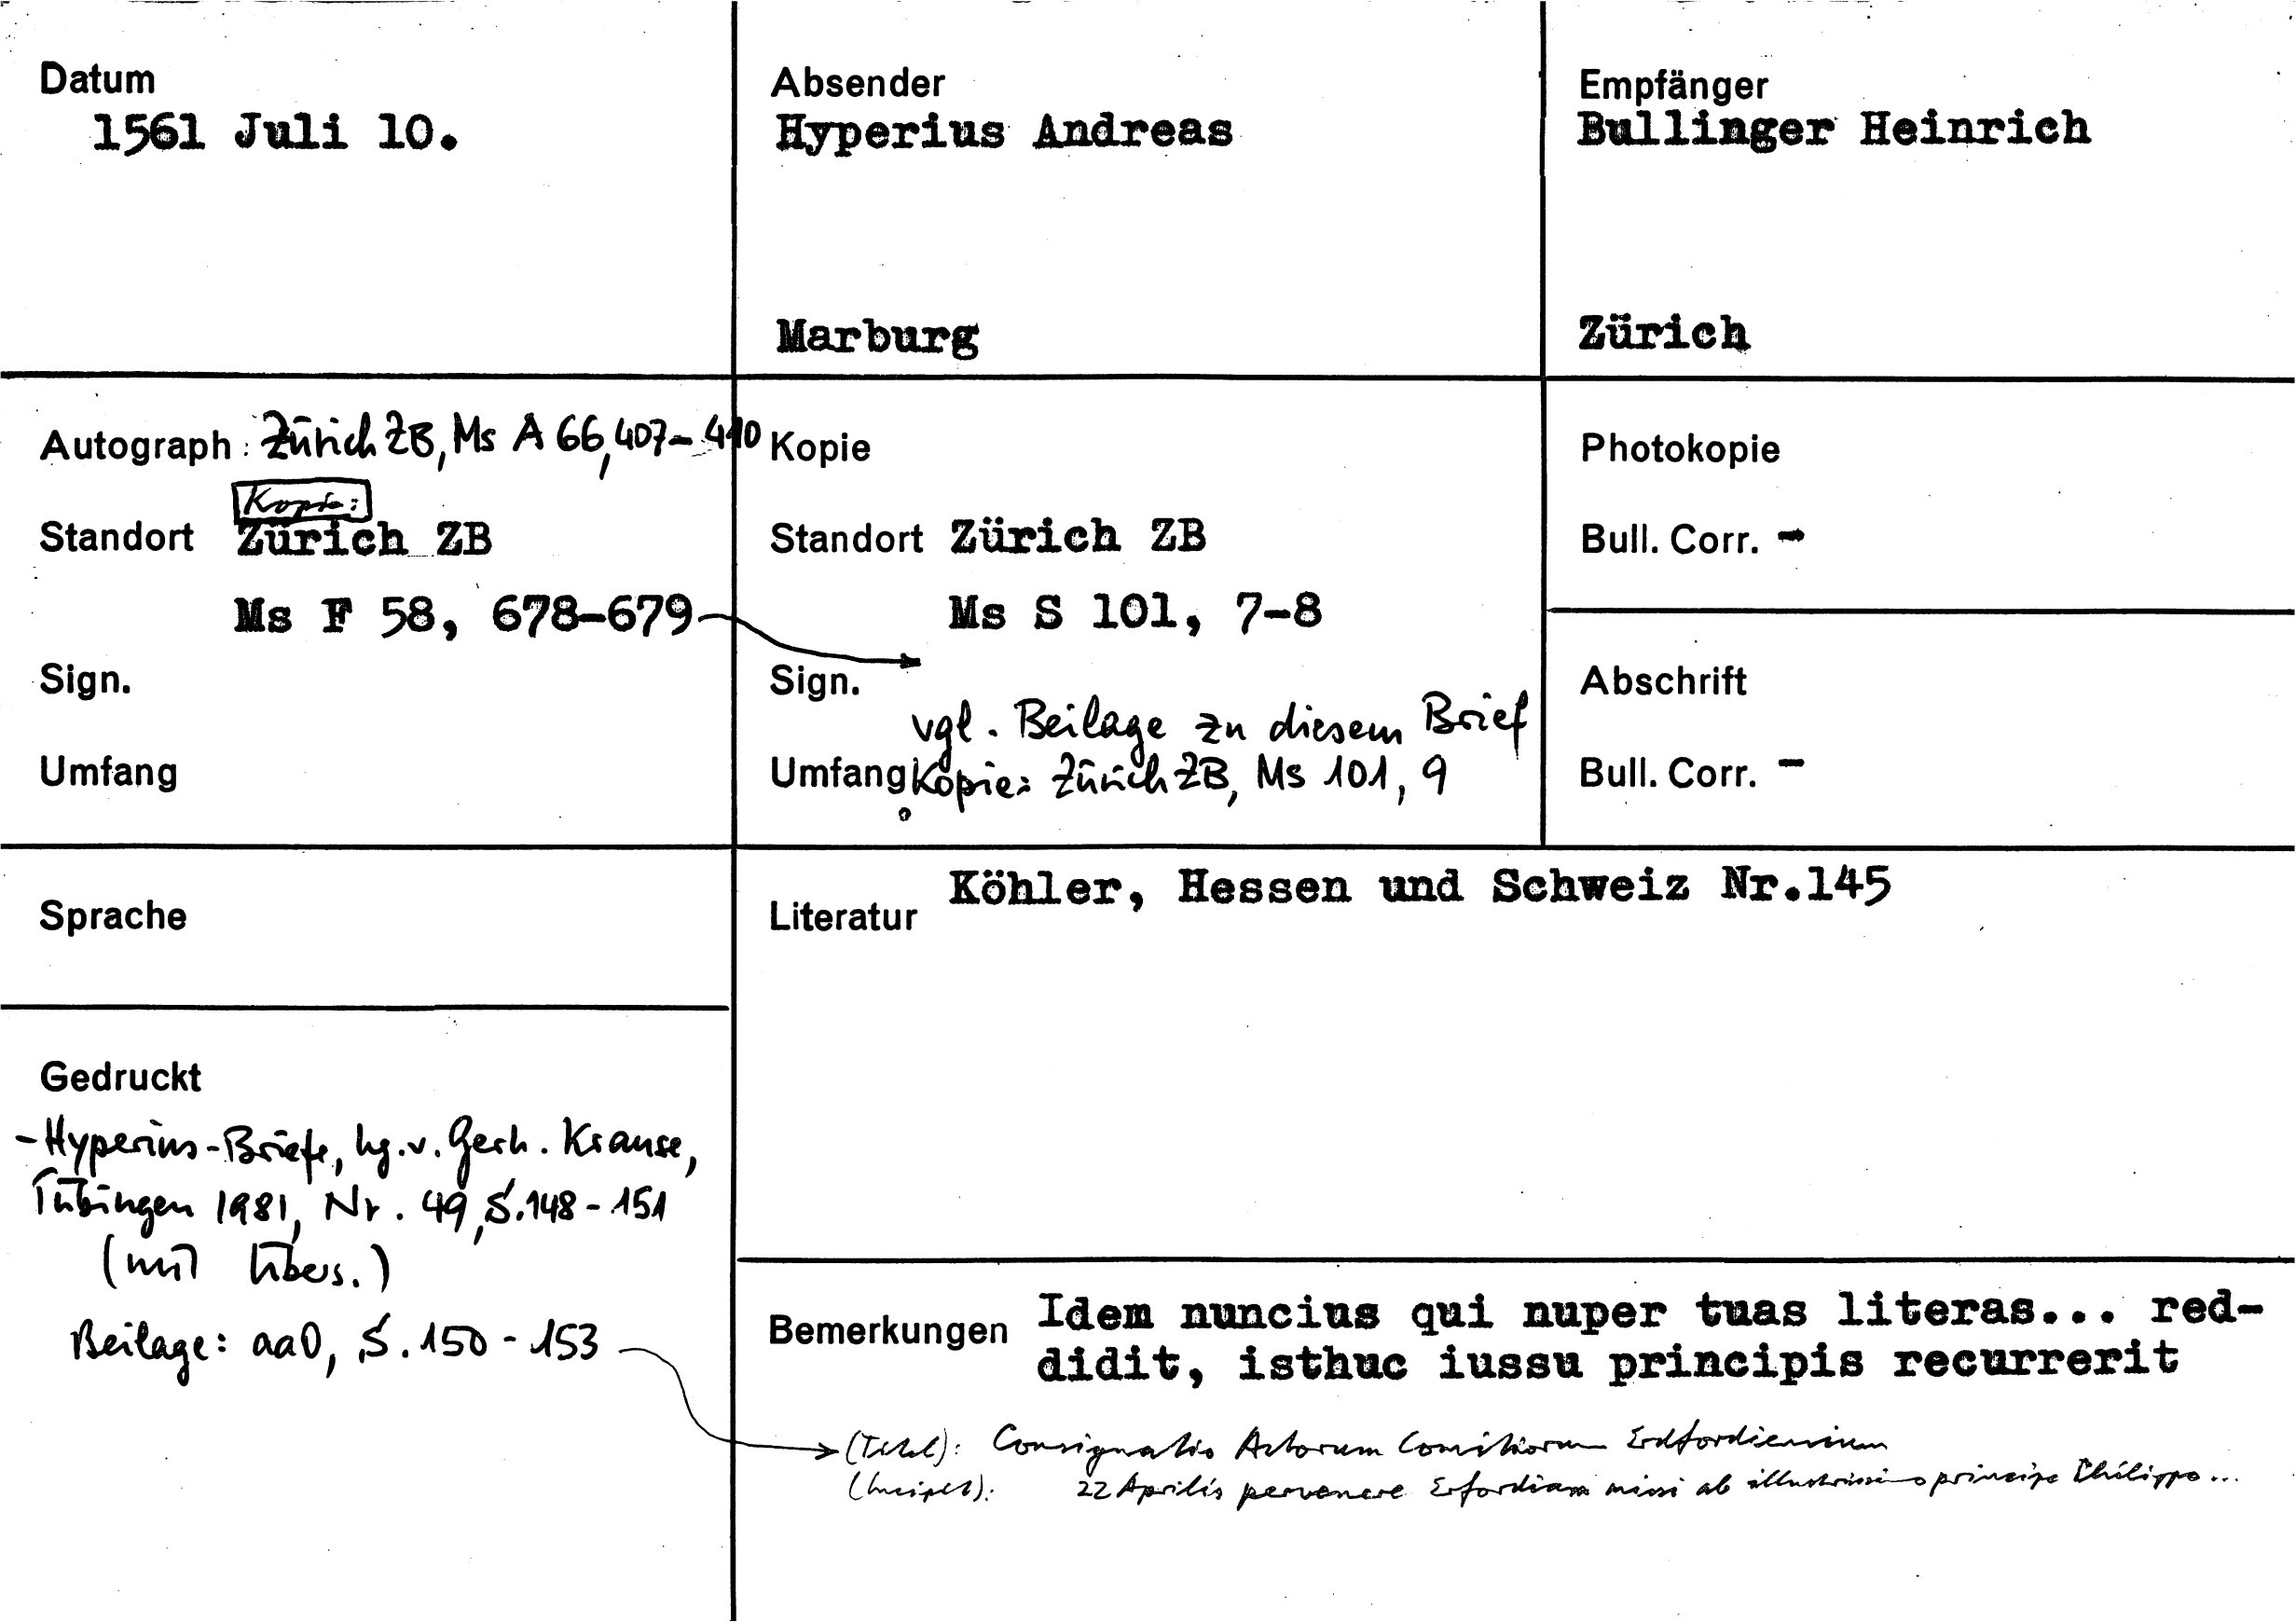 Datum
1561 Juli 10.
Absender
Hyperius Andreas
Marburg
Empfänger
Bullinger Heinrich
Zürich
Autograph: Zürich ZB, Ms A 66, 407-410
Kopie:
Standort Zürich ZB
Ms F 58, 678-679
Sign.
Umfang
Kopie
Standort Zürich ZB
Ms S 101, 7-8
Sign.
vgl. Beilage zu diesem Brief
Umfang Kopie: Zürich ZB, Ms 101, 9
Photokopie
Bull. Corr. -
Abschrift
Bull. Corr. -
Sprache
Literatur Köhler, Hessen und Schweiz Nr.145
Gedruckt
- Hyperius-Briefe, hg. v. Gerh. Krause,
Tübingen 1981, Nr. 49, S. 148-151
(mit Übers.)
Beilage: aaO, S. 150-153
Bemerkungen Idem nuncius qui nuper tuas literas... red-
didit, isthuc iussu principis recurrerit
(Titel): Consignatio Actorum Comitiorum Erdfordiensium
(Incipit): 22 Aprilis pervenere Erfordiam missi ab illustrissimo principe Philippo...